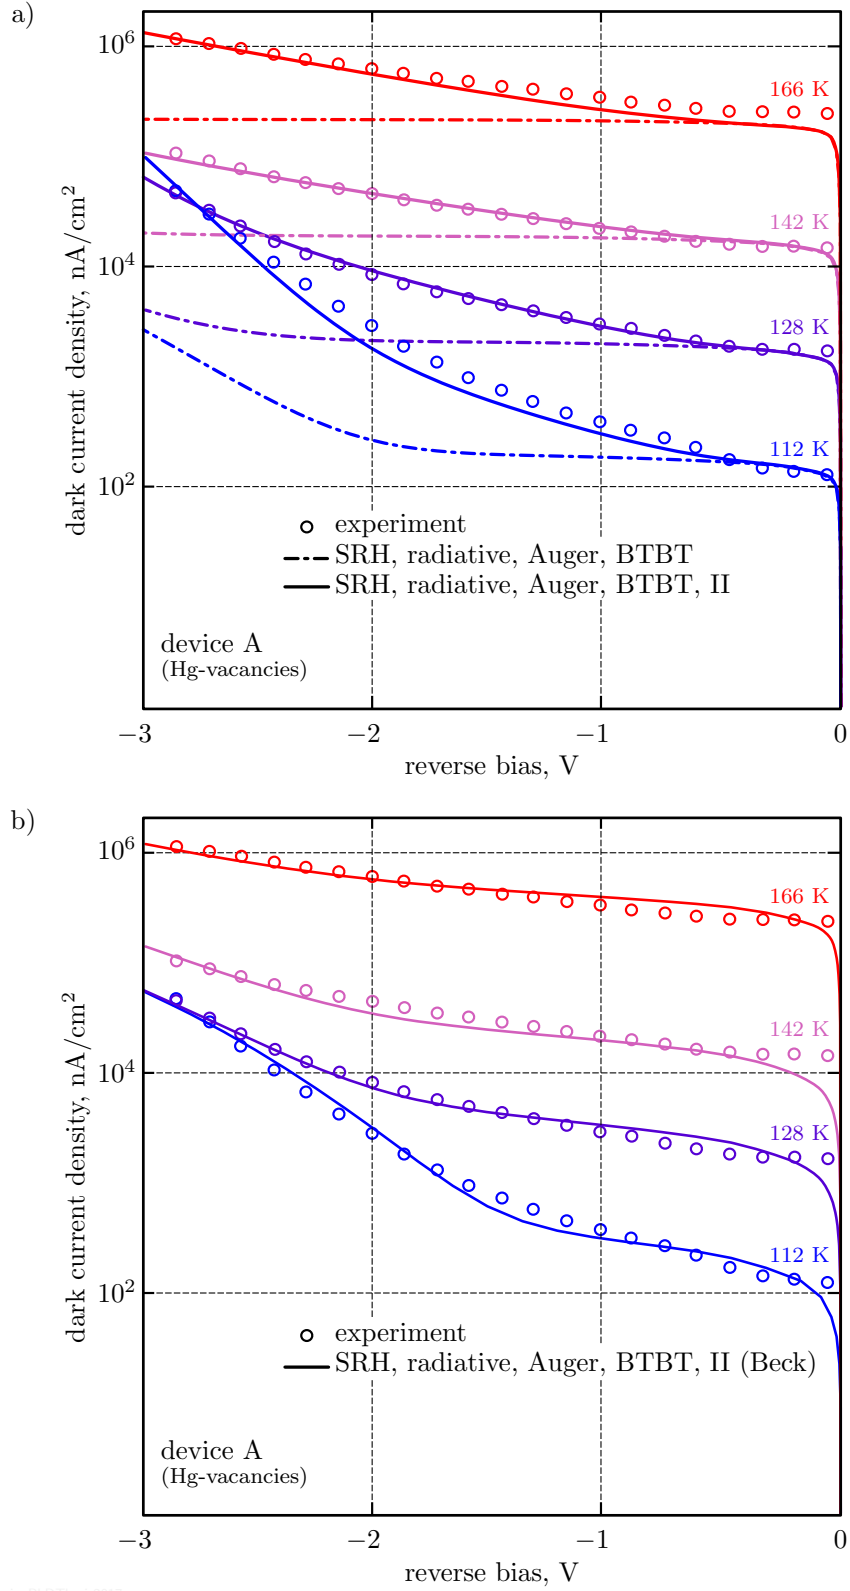 a)
10^6
166 K
142 K
10^4
128 K
112 K
10^2
dark current density, nA/cm^2
experiment
SRH, radiative, Auger, BTBT
SRH, radiative, Auger, BTBT, II
device A
(Hg-vacancies)
−3 −2 −1 0
reverse bias, V
b)
10^6
166 K
142 K
10^4
128 K
112 K
10^2
dark current density, nA/cm^2
experiment
SRH, radiative, Auger, BTBT, II (Beck)
device A
(Hg-vacancies)
−3 −2 −1 0
reverse bias, V